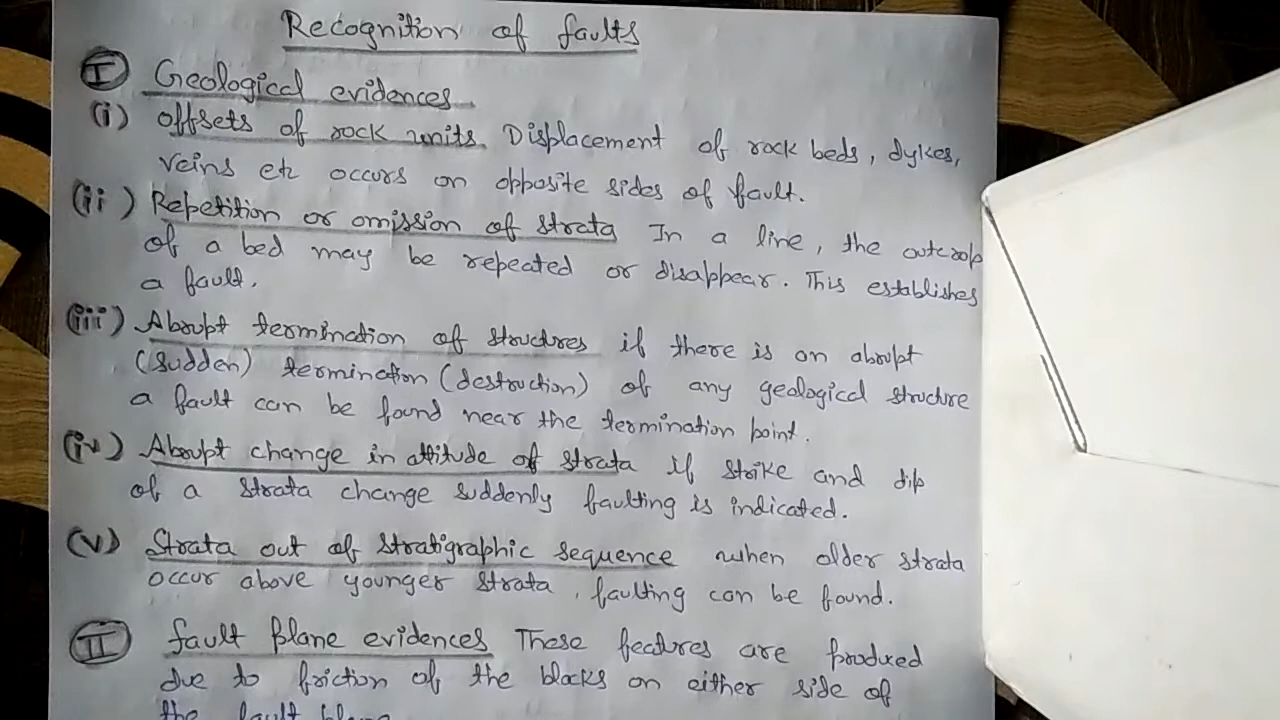 Recognition of faults
I Geological evidences
(i) offsets of rock units. Displacement of rock beds, dykes,
veins etc occurs on opposite sides of fault.
(ii) Repetition or omission of strata In a line, the outcrop
of a bed may be repeated or disappear. This establishes
a fault.
(iii) Abrupt termination of structures if there is an abrupt
(sudden) termination (destruction) of any geological structure
a fault can be found near the termination point.
(iv) Abrupt change in attitude of strata if strike and dip
of a strata change suddenly faulting is indicated.
(v) Strata out of stratigraphic sequence when older strata
occur above younger strata, faulting can be found.
II fault plane evidences These features are produced
due to friction of the blocks on either side of
the fault plane